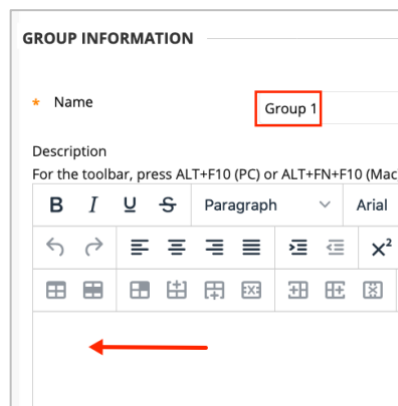 GROUP INFORMATION
* Name
Group 1
Description
For the toolbar, press ALT+F10 (PC) or ALT+FN+F10 (Mac
B I U S Paragraph Arial
X²